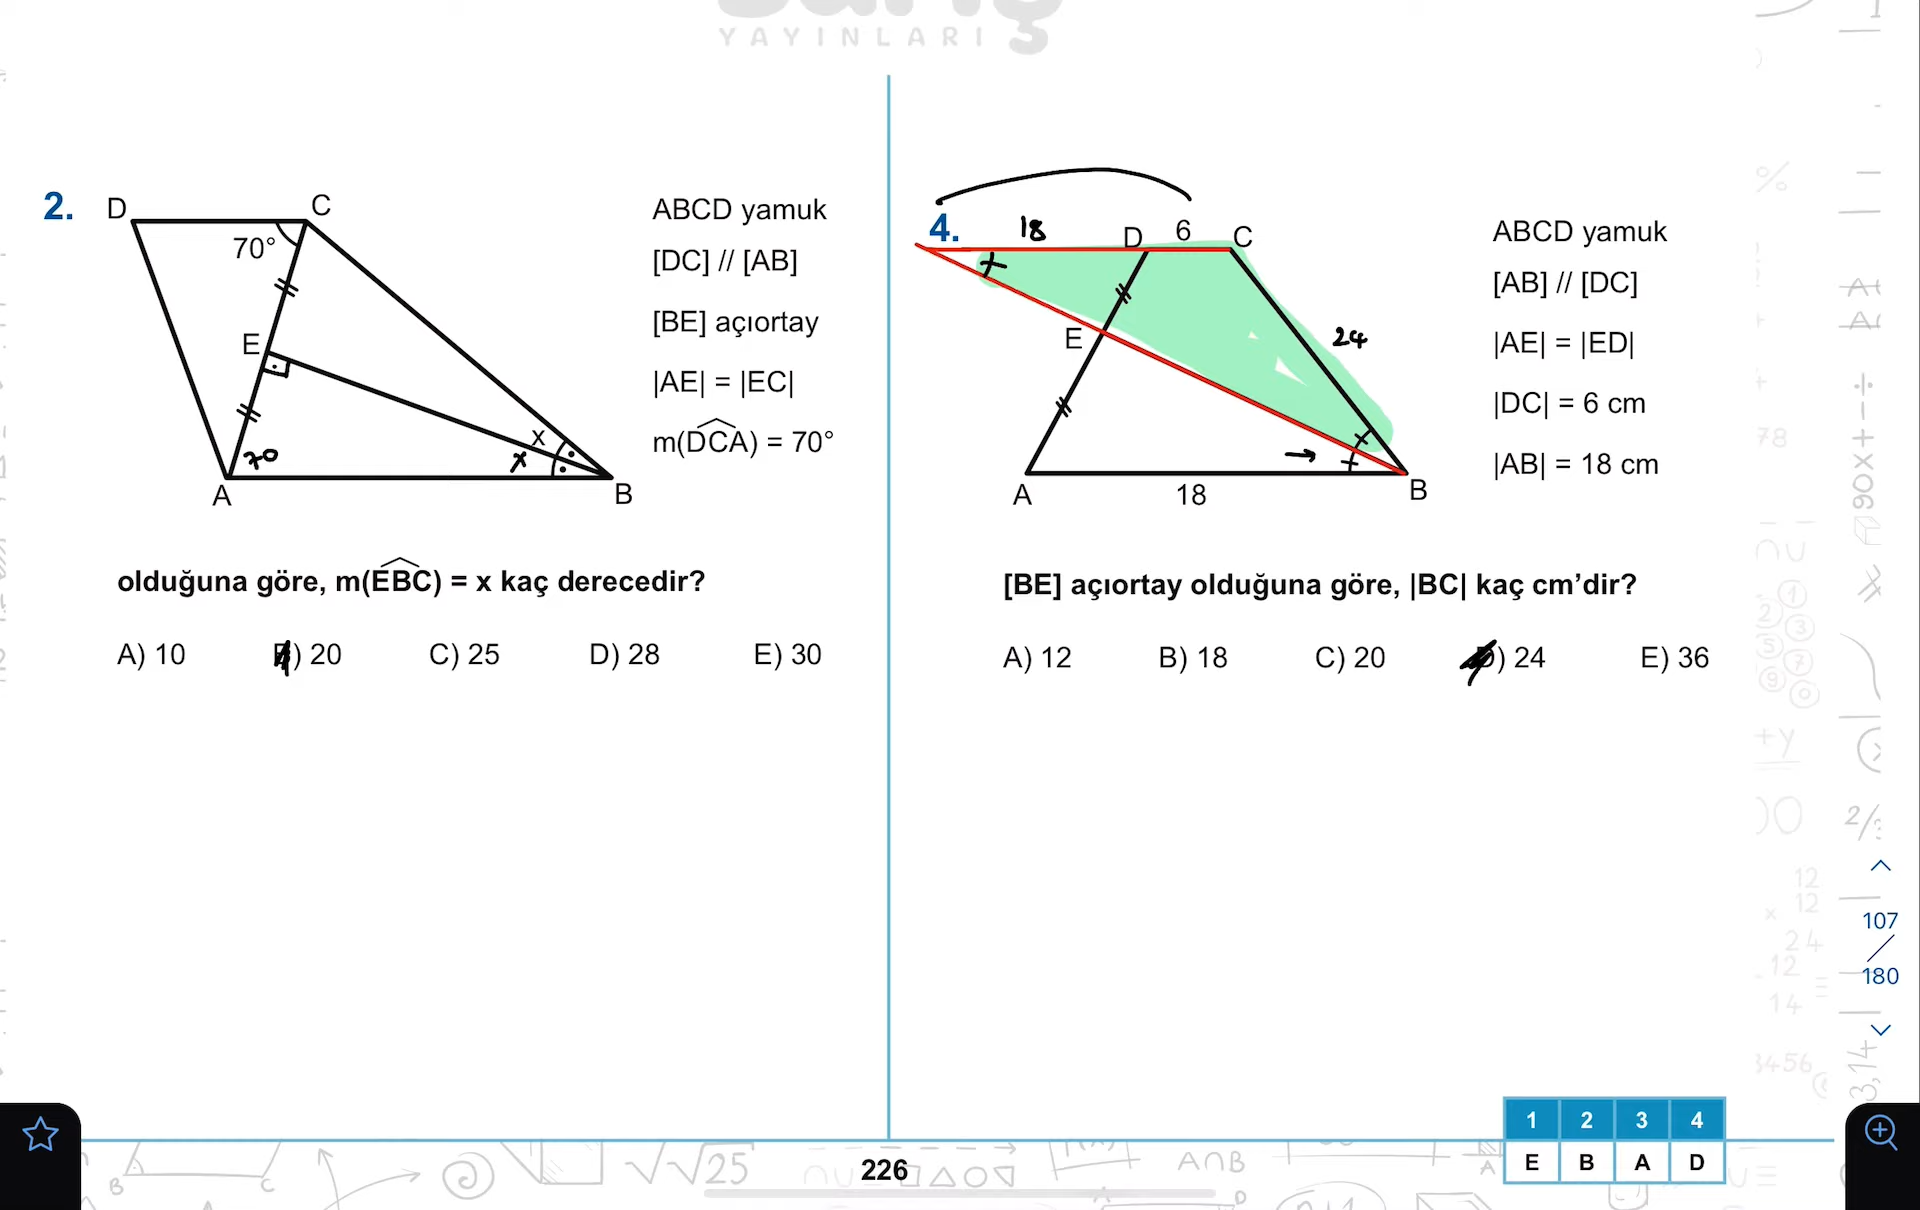 YAYINLARI
2.
D
C
70°
E
x
x
70
A
B
ABCD yamuk
[DC] // [AB]
[BE] açıortay
|AE| = |EC|
m(DCA) = 70°
olduğuna göre, m(EBC) = x kaç derecedir?
A) 10
B) 20
C) 25
D) 28
E) 30
4.
18
D
6
C
E
24
A
18
B
ABCD yamuk
[AB] // [DC]
|AE| = |ED|
|DC| = 6 cm
|AB| = 18 cm
[BE] açıortay olduğuna göre, |BC| kaç cm'dir?
A) 12
B) 18
C) 20
D) 24
E) 36
107
180
1 2 3 4
E B A D
226